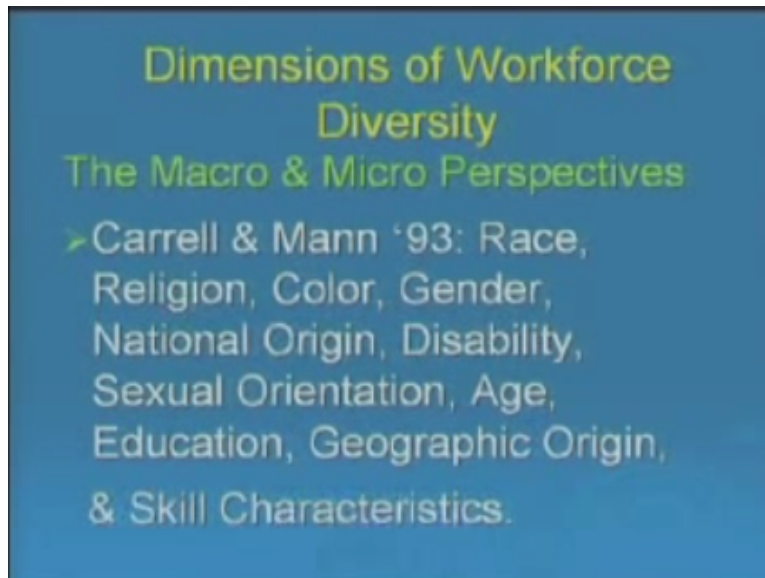 Dimensions of Workforce
Diversity
The Macro & Micro Perspectives
➢Carrell & Mann ‘93: Race,
Religion, Color, Gender,
National Origin, Disability,
Sexual Orientation, Age,
Education, Geographic Origin,
& Skill Characteristics.